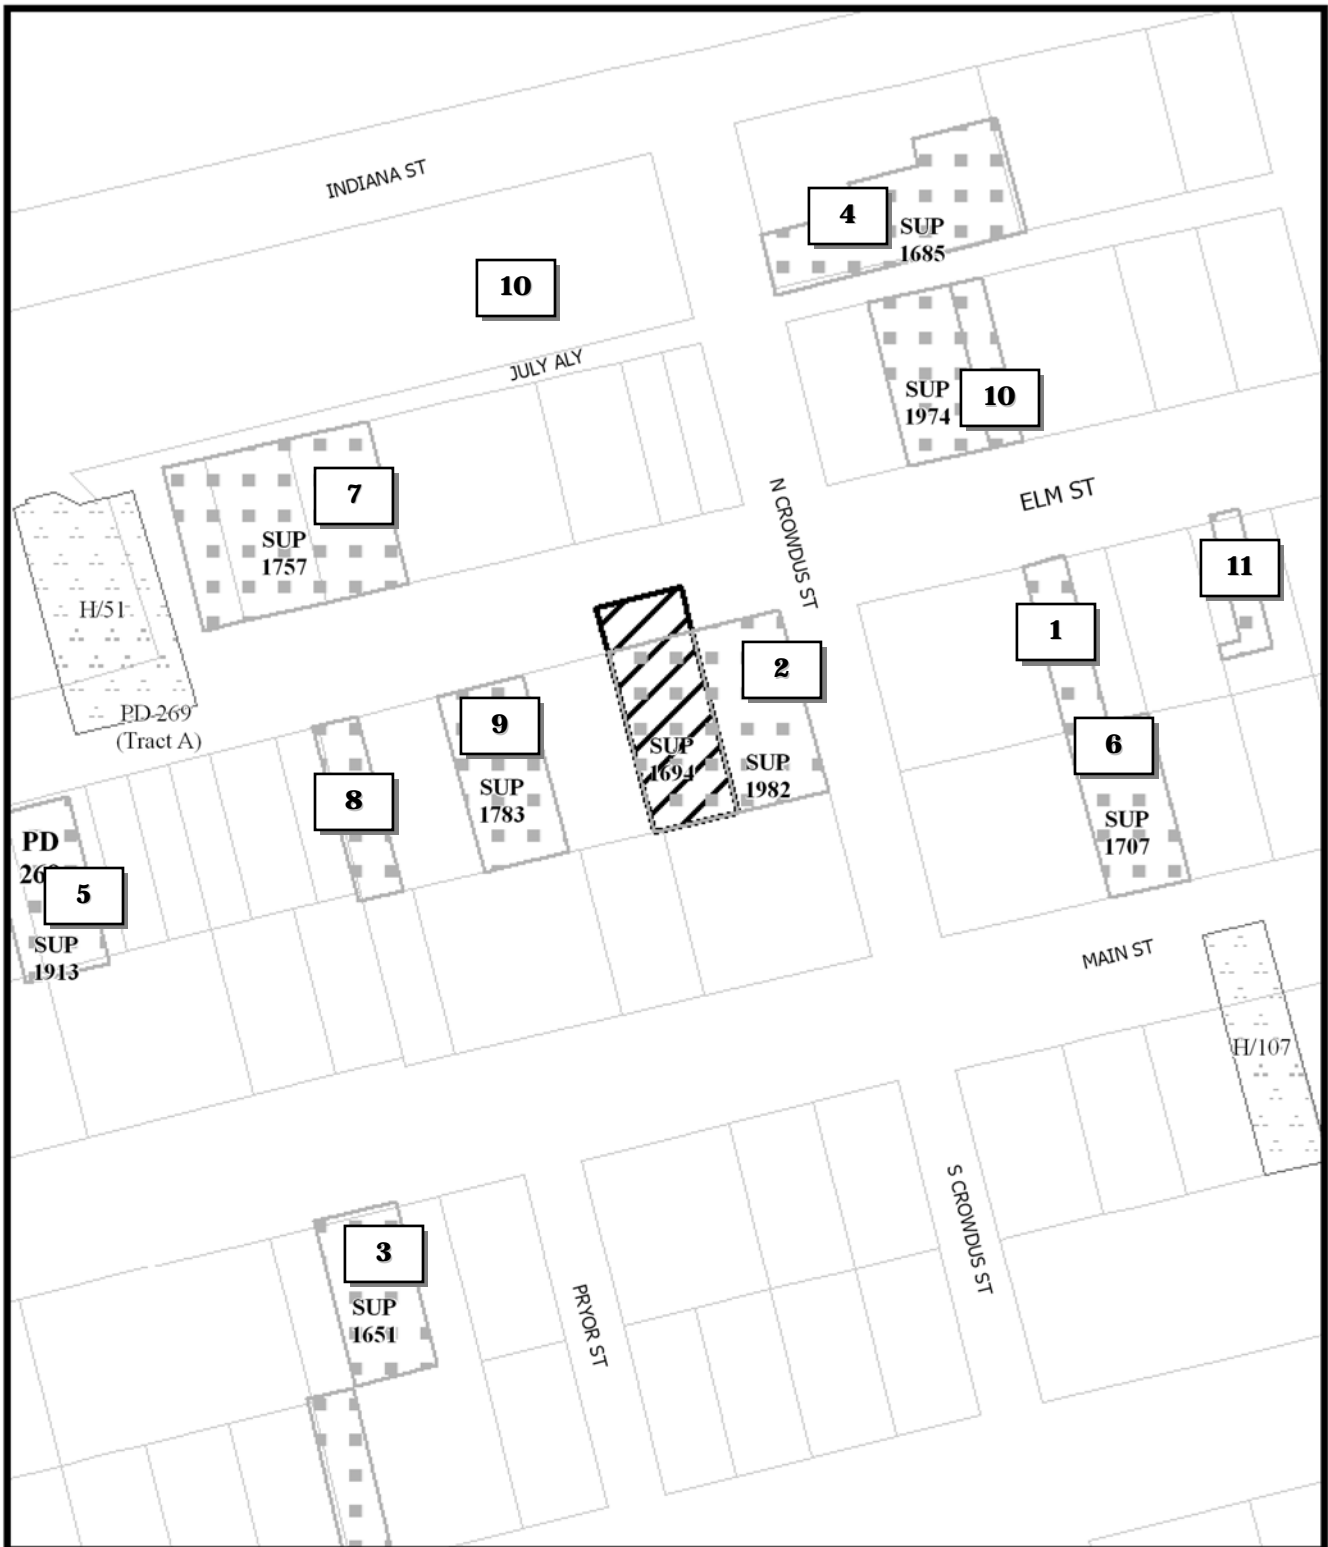 INDIANA ST
4
SUP
1685
10
JULY ALY
SUP
1974
10
7
SUP
1757
N CROWDUS ST
ELM ST
11
H/51
1
2
PD 269
(Tract A)
9
SUP
1694
SUP
1982
6
8
SUP
1783
SUP
1707
PD
5
SUP
1913
MAIN ST
H/107
S CROWDUS ST
3
SUP
1651
PRYOR ST